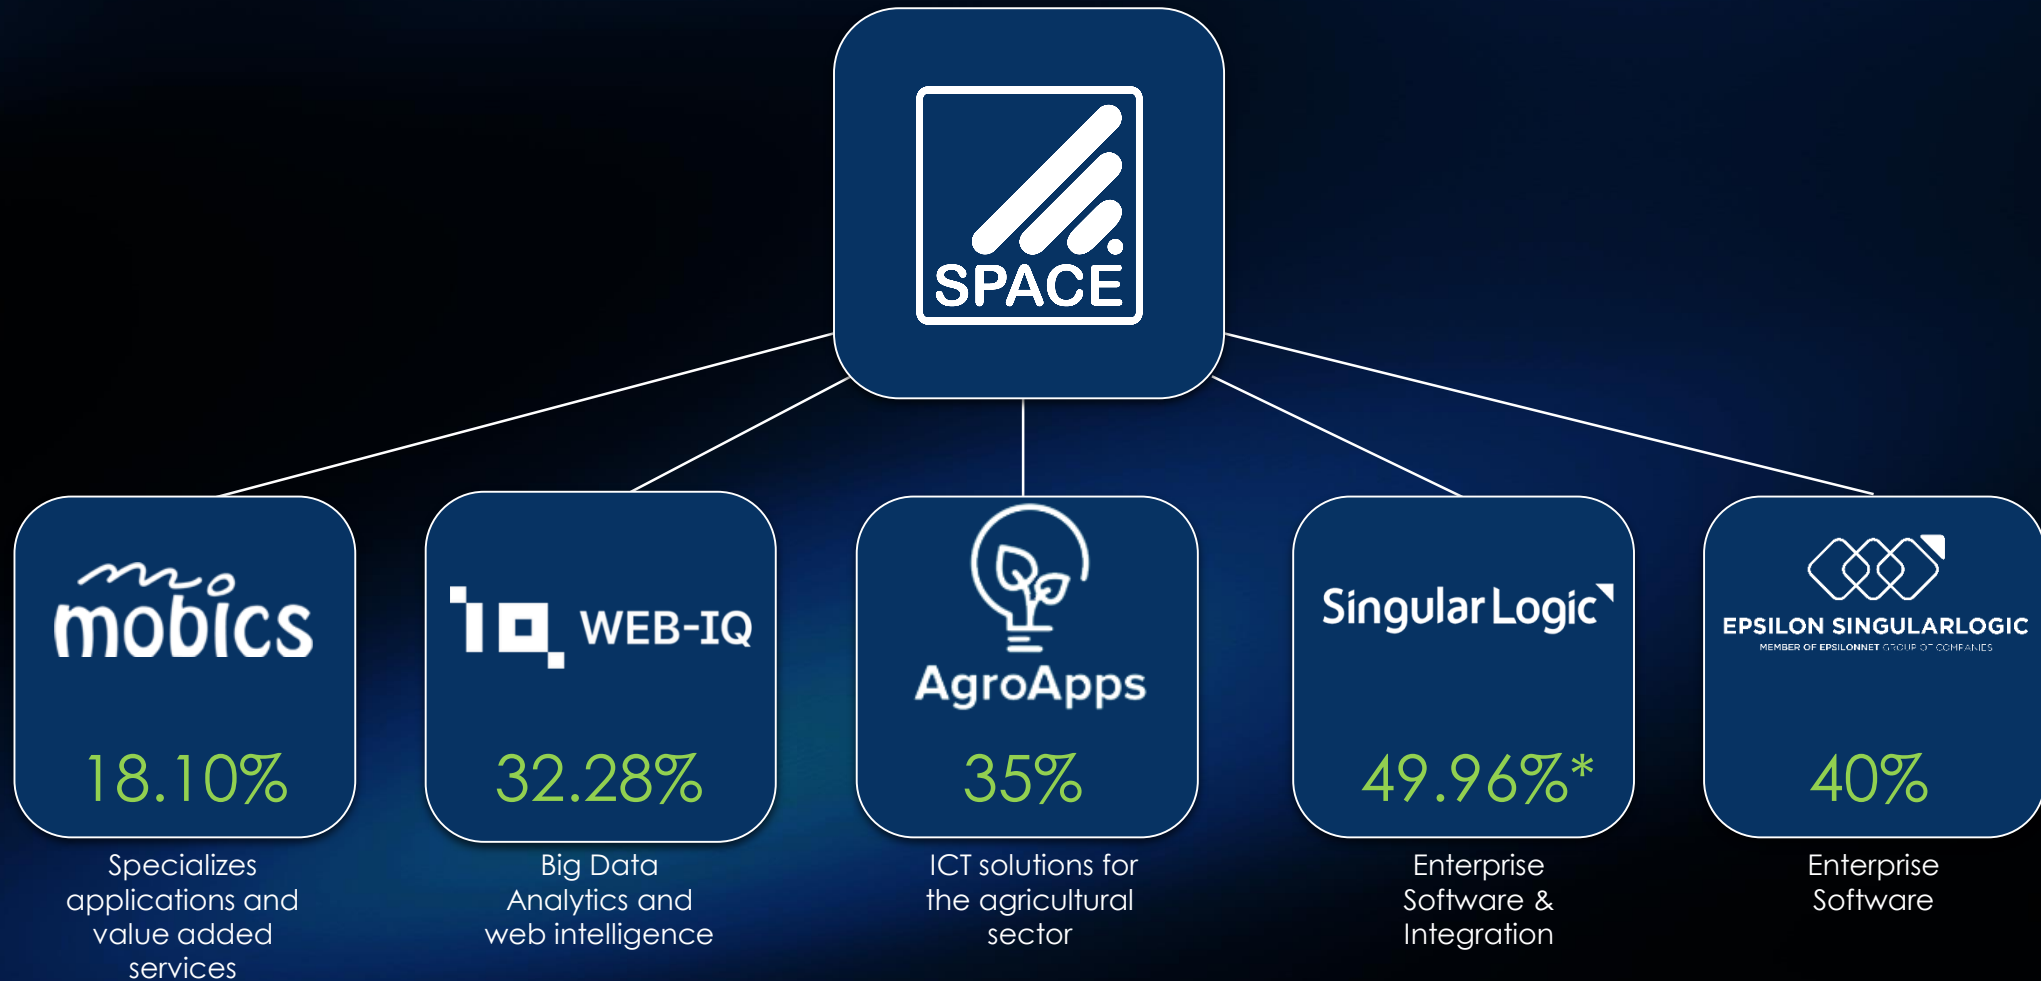 SPACE
mobics
18.10%
Specializes
applications and
value added
services
IQ WEB-IQ
32.28%
Big Data
Analytics and
web intelligence
AgroApps
35%
ICT solutions for
the agricultural
sector
SingularLogic
49.96%*
Enterprise
Software &
Integration
EPSILON SINGULARLOGIC
MEMBER OF EPSILONNET GROUP OF COMPANIES
40%
Enterprise
Software